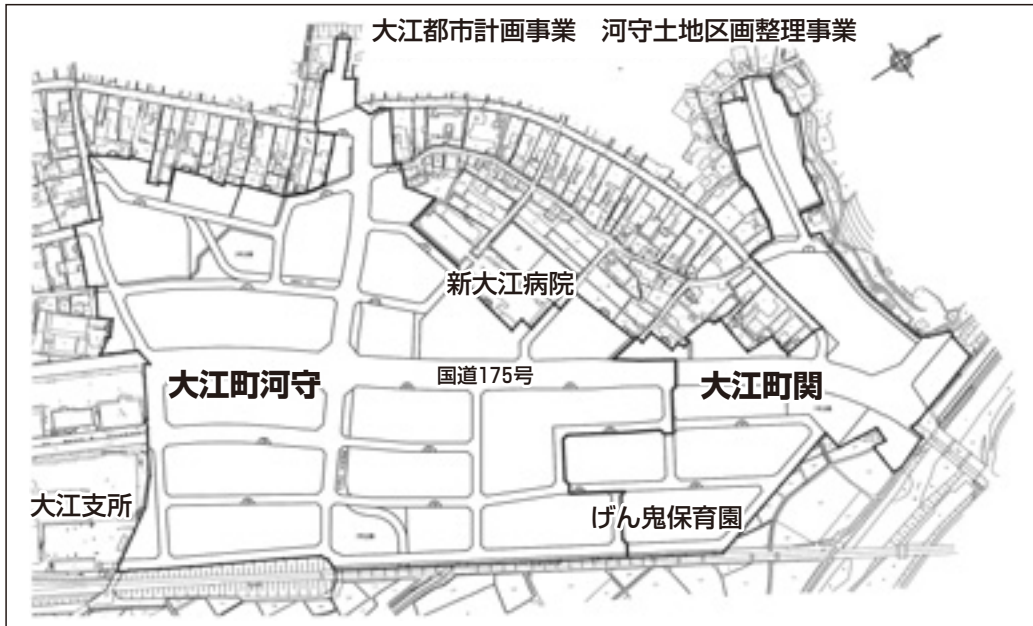 大江都市計画事業　河守土地区画整理事業
新大江病院
大江町河守
国道175号
大江町関
大江支所
げん鬼保育園